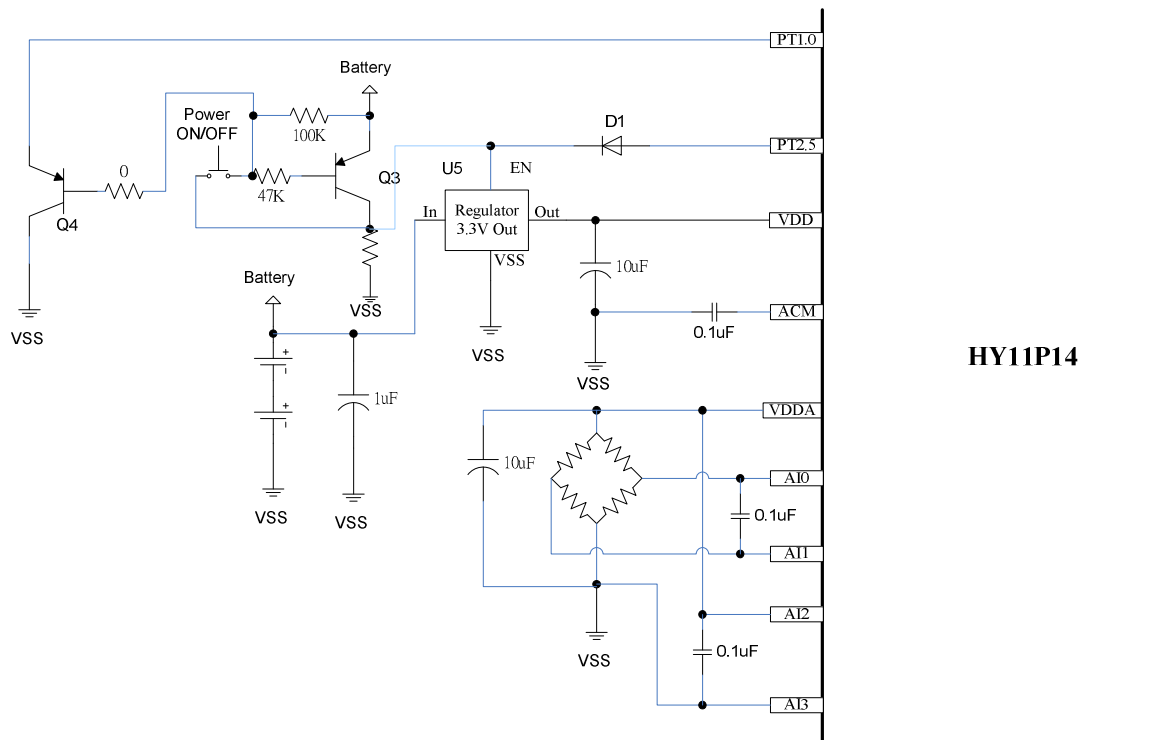 PT1.0
Battery
Power
ON/OFF
100K
D1
PT2.5
0
47K
Q3
U5
EN
Q4
In
Regulator
3.3V Out
Out
VDD
VSS
10uF
Battery
VSS
ACM
0.1uF
VSS
VSS
VSS
HY11P14
+
-
VSS
1uF
+
-
VDDA
10uF
AI0
0.1uF
VSS
VSS
AI1
AI2
0.1uF
VSS
AI3